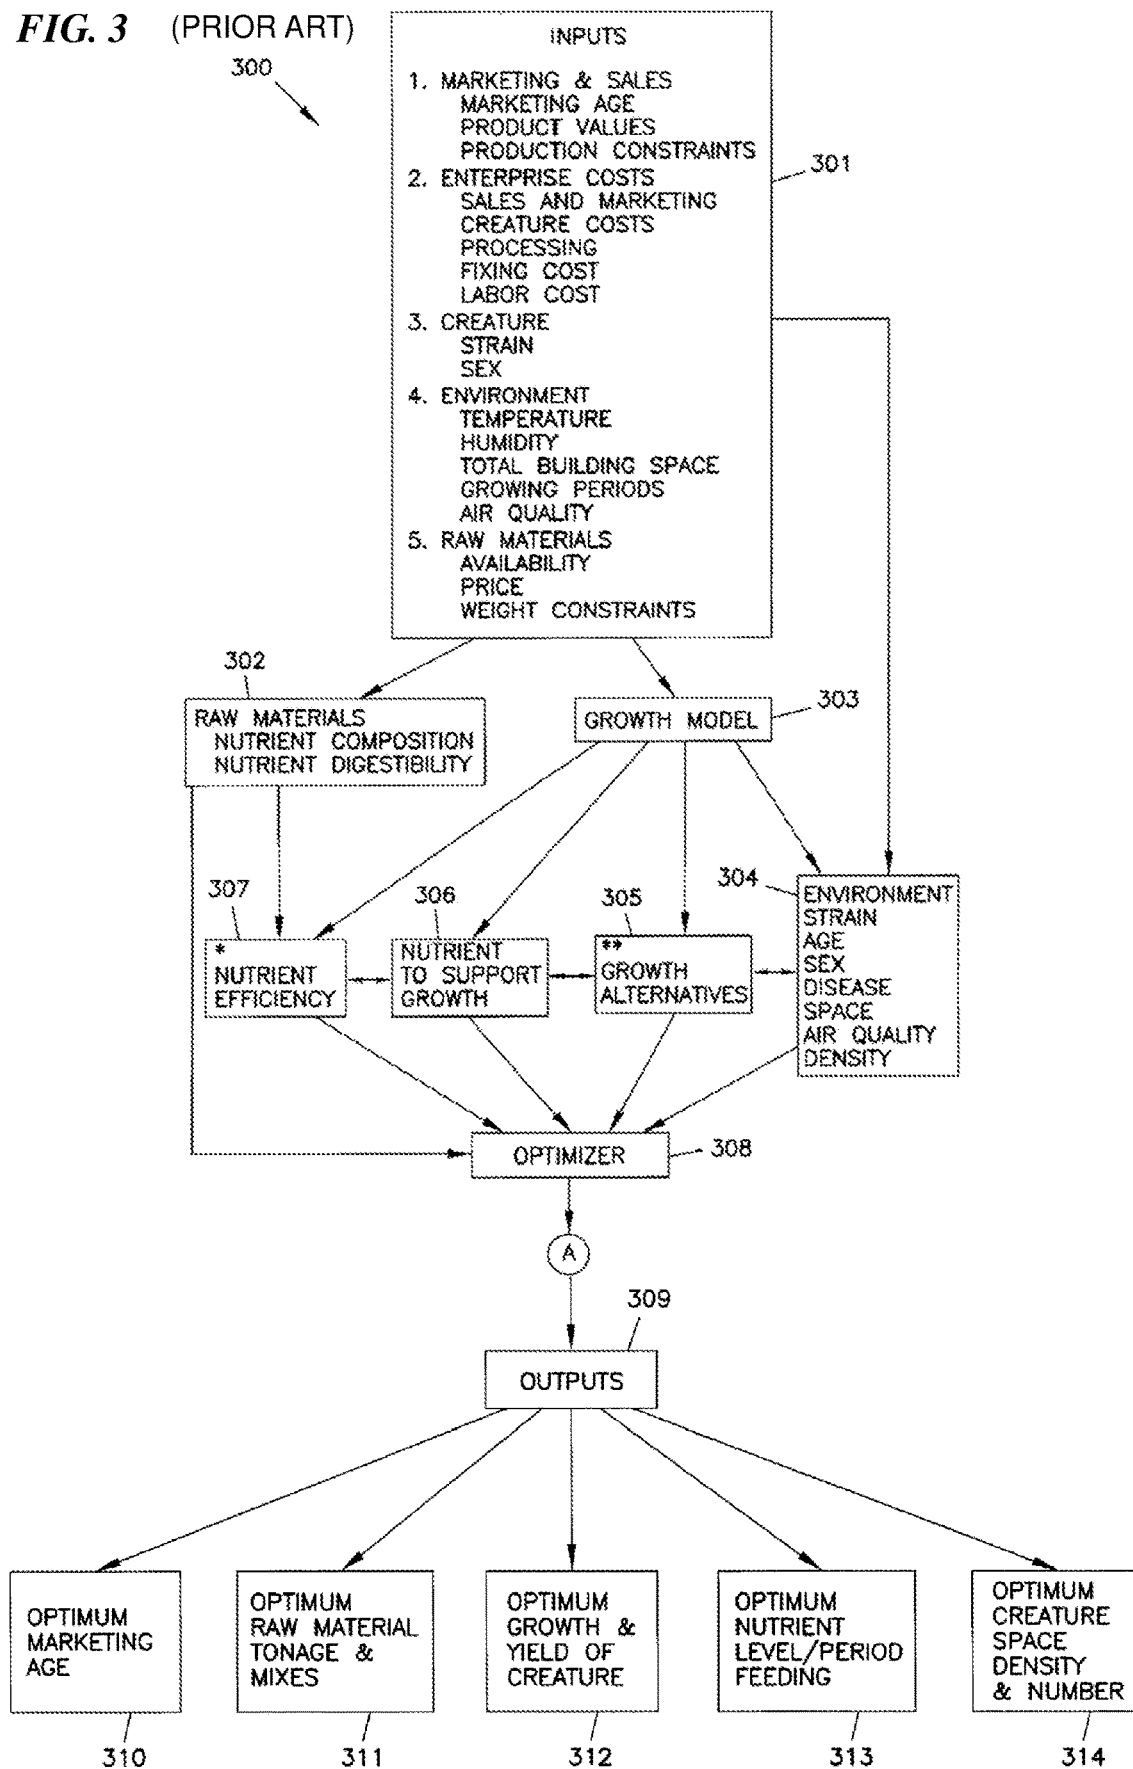 FIG. 3 (PRIOR ART)
300
INPUTS
1. MARKETING & SALES
MARKETING AGE
PRODUCT VALUES
PRODUCTION CONSTRAINTS
301
2. ENTERPRISE COSTS
SALES AND MARKETING
CREATURE COSTS
PROCESSING
FIXING COST
LABOR COST
3. CREATURE
STRAIN
SEX
4. ENVIRONMENT
TEMPERATURE
HUMIDITY
TOTAL BUILDING SPACE
GROWING PERIODS
AIR QUALITY
5. RAW MATERIALS
AVAILABILITY
PRICE
WEIGHT CONSTRAINTS
302
RAW MATERIALS
NUTRIENT COMPOSITION
NUTRIENT DIGESTIBILITY
303
GROWTH MODEL
307
*
NUTRIENT
EFFICIENCY
306
NUTRIENT
TO SUPPORT
GROWTH
305
**
GROWTH
ALTERNATIVES
304
ENVIRONMENT
STRAIN
AGE
SEX
DISEASE
SPACE
AIR QUALITY
DENSITY
OPTIMIZER
308
A
309
OUTPUTS
OPTIMUM
MARKETING
AGE
310
OPTIMUM
RAW MATERIAL
TONAGE &
MIXES
311
OPTIMUM
GROWTH &
YIELD OF
CREATURE
312
OPTIMUM
NUTRIENT
LEVEL/PERIOD
FEEDING
313
OPTIMUM
CREATURE
SPACE
DENSITY
& NUMBER
314